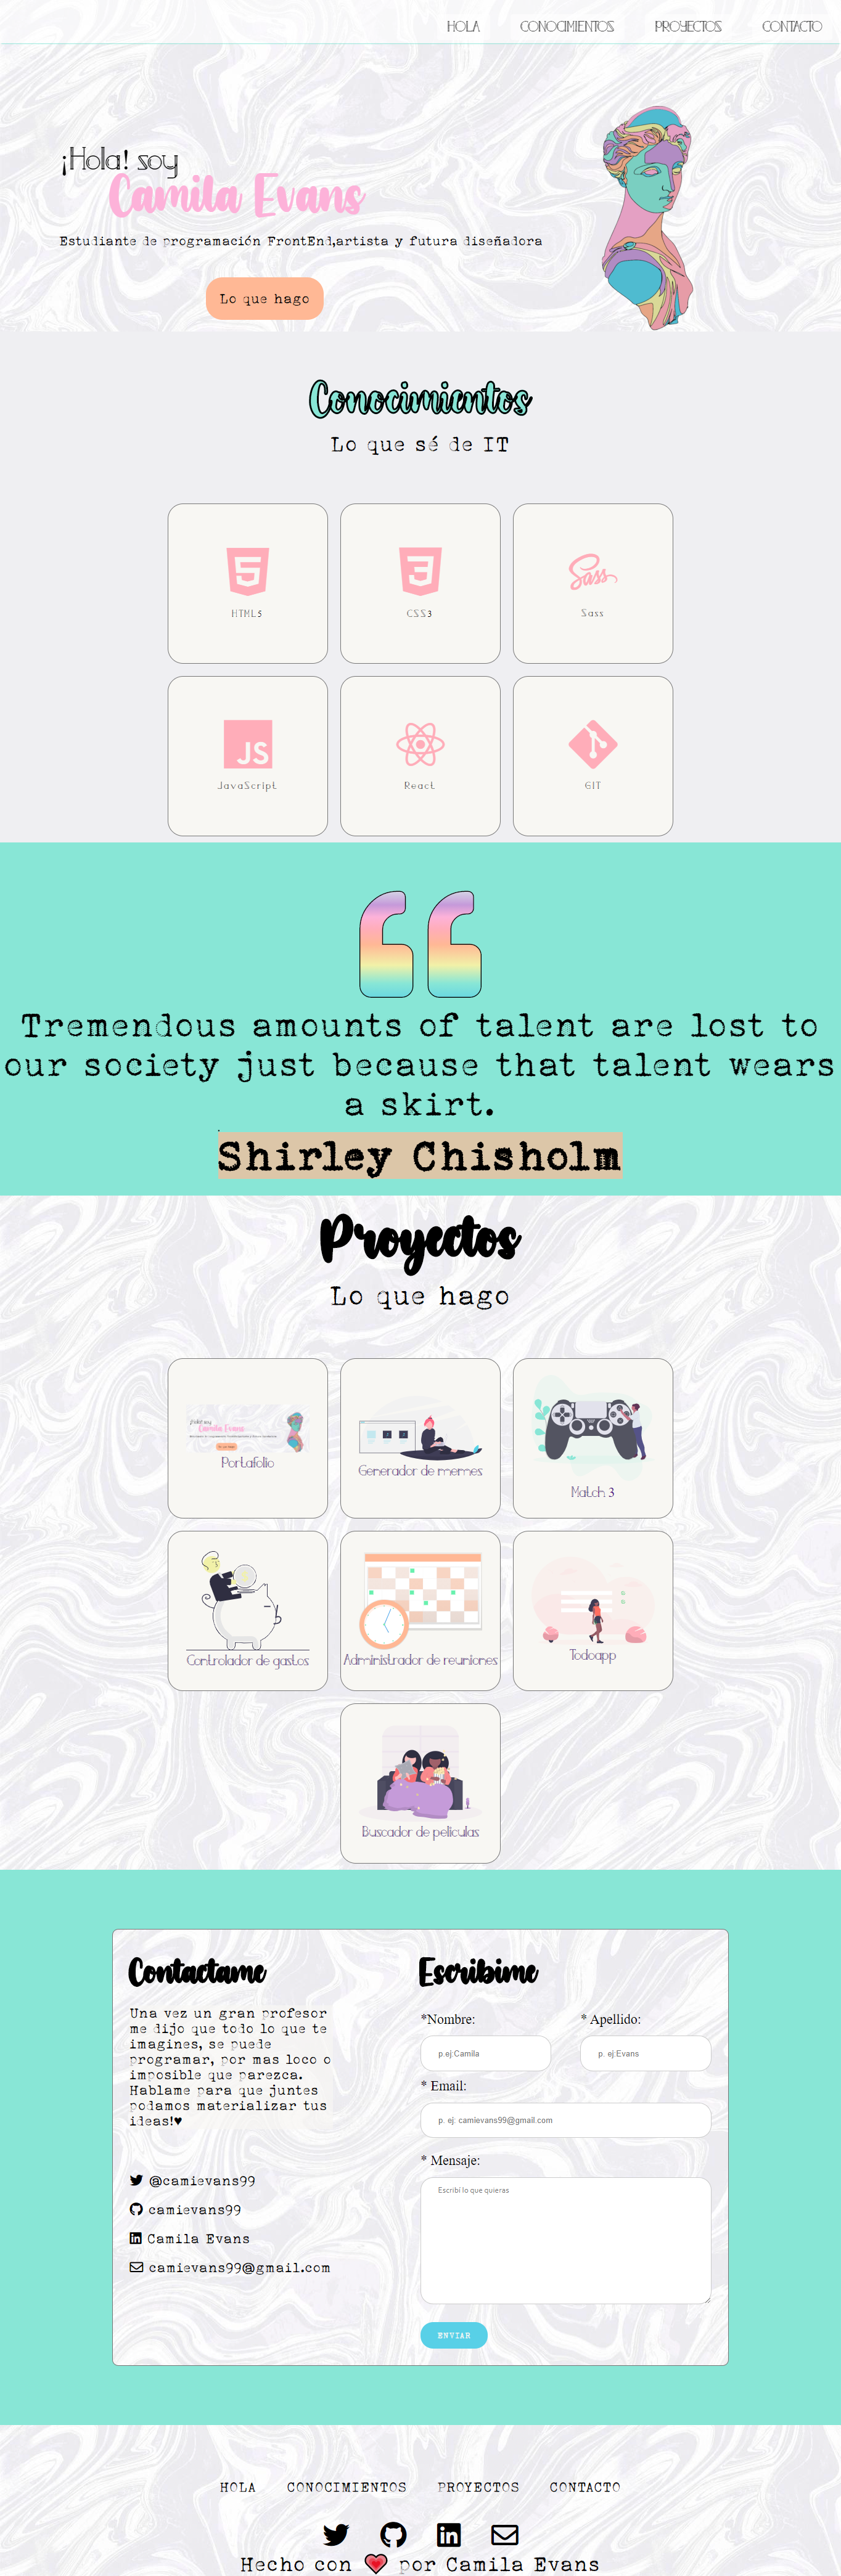 HOLA CONOCIMIENTOS PROYECTOS CONTACTO
¡Hola! soy
Camila Evans
Estudiante de programación FrontEnd,artista y futura diseñadora
Lo que hago
Conocimientos
Lo que sé de IT
HTML5 CSS3 Sass
JavaScript React GIT
Tremendous amounts of talent are lost to
our society just because that talent wears
a skirt.
Shirley Chisholm
Proyectos
Lo que hago
¡Hola! soy
Camila Evans
Portafolio Generador de memes Match 3
Controlador de gastos Administrador de reuniones Todoapp
Buscador de peliculas
Contactame
Una vez un gran profesor
me dijo que todo lo que te
imagines, se puede
programar, por mas loco o
imposible que parezca.
Hablame para que juntes
podamos materializar tus
ideas!♥
@camievans99
camievans99
Camila Evans
camievans99@gmail.com
Escribime
*Nombre: * Apellido:
p.ej:Camila p. ej:Evans
* Email:
p. ej: camievans99@gmail.com
* Mensaje:
Escribí lo que quieras
ENVIAR
HOLA CONOCIMIENTOS PROYECTOS CONTACTO
Hecho con ❤ por Camila Evans